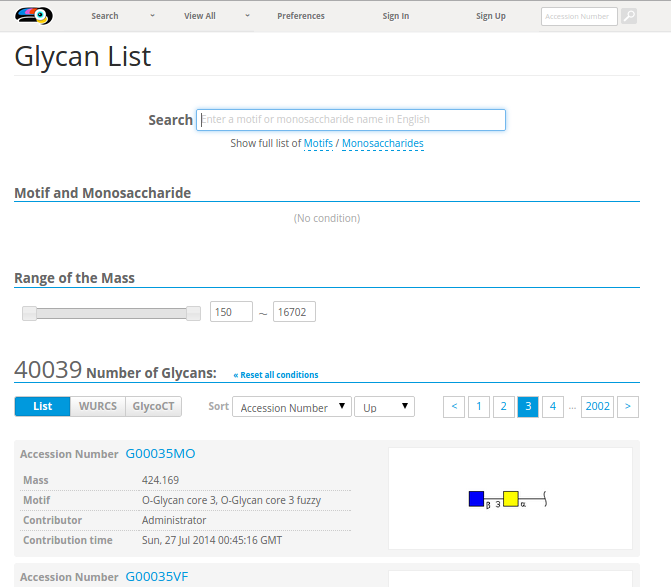 Search View All Preferences Sign In Sign Up Accession Number
Glycan List
Search Enter a motif or monosaccharide name in English
Show full list of Motifs / Monosaccharides
Motif and Monosaccharide
(No condition)
Range of the Mass
150 ~ 16702
40039 Number of Glycans: « Reset all conditions
List WURCS GlycoCT Sort Accession Number Up < 1 2 3 4 ... 2002 >
Accession Number G00035MO
Mass 424.169
Motif O-Glycan core 3, O-Glycan core 3 fuzzy
Contributor Administrator
Contribution time Sun, 27 Jul 2014 00:45:16 GMT
β 3 α
Accession Number G00035VF